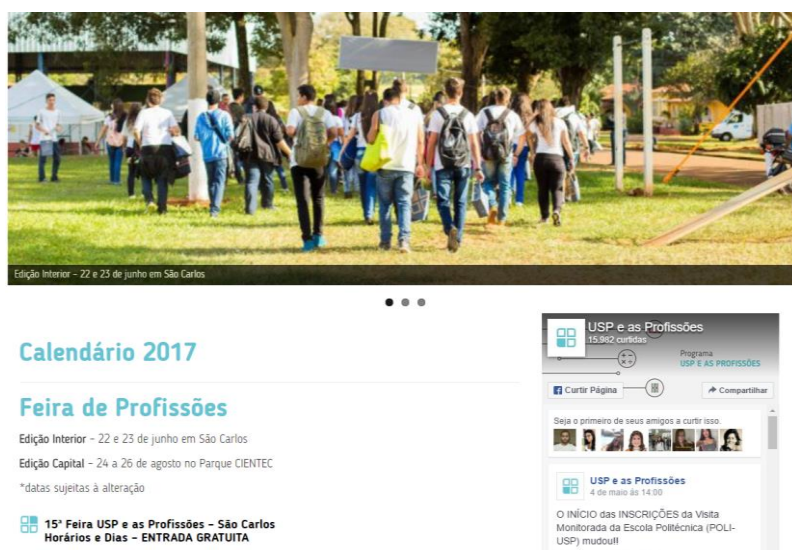 Edição Interior – 22 e 23 de junho em São Carlos
Calendário 2017
Feira de Profissões
Edição Interior – 22 e 23 de junho em São Carlos
Edição Capital – 24 a 26 de agosto no Parque CIENTEC
*datas sujeitas à alteração
15ª Feira USP e as Profissões – São Carlos
Horários e Dias – ENTRADA GRATUITA
USP e as Profissões
15.982 curtidas
Programa
USP E AS PROFISSÕES
Curtir Página
Compartilhar
Seja o primeiro de seus amigos a curtir isso.
USP e as Profissões
4 de maio às 14:00
O INÍCIO das INSCRIÇÕES da Visita
Monitorada da Escola Politécnica (POLI-
USP) mudou!!